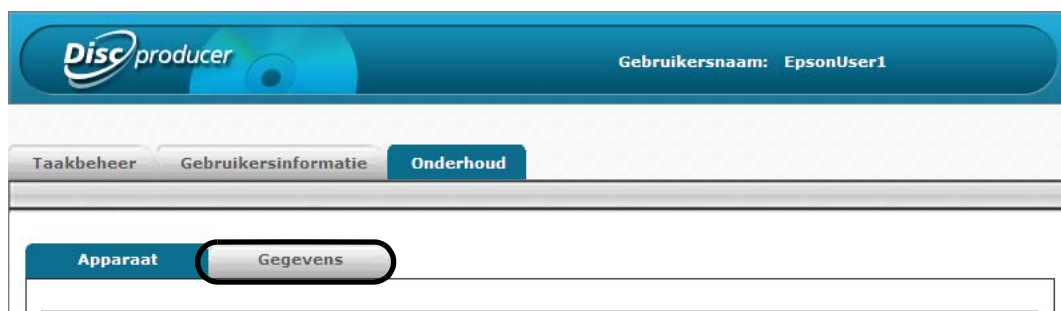 Disc producer
Gebruikersnaam: EpsonUser1
Taakbeheer Gebruikersinformatie Onderhoud
Apparaat Gegevens